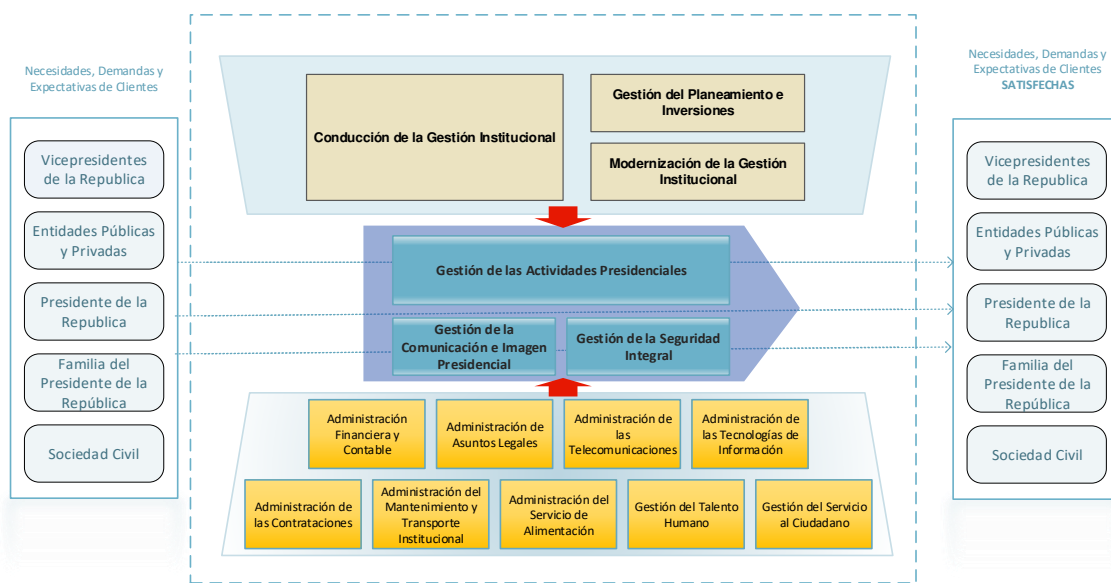 Necesidades, Demandas y
Expectativas de Clientes
Vicepresidentes
de la Republica
Entidades Públicas
y Privadas
Presidente de la
Republica
Familia del
Presidente de la
República
Sociedad Civil
Conducción de la Gestión Institucional
Gestión del Planeamiento e
Inversiones
Modernización de la Gestión
Institucional
Gestión de las Actividades Presidenciales
Gestión de la
Comunicación e Imagen
Presidencial
Gestión de la Seguridad
Integral
Administración
Financiera y
Contable
Administración de
Asuntos Legales
Administración de
las
Telecomunicaciones
Administración de
las Tecnologías de
Información
Administración de
las Contrataciones
Administración del
Mantenimiento y
Transporte
Institucional
Administración del
Servicio de
Alimentación
Gestión del Talento
Humano
Gestión del Servicio
al Ciudadano
Necesidades, Demandas y
Expectativas de Clientes
SATISFECHAS
Vicepresidentes
de la Republica
Entidades Públicas
y Privadas
Presidente de la
Republica
Familia del
Presidente de la
República
Sociedad Civil